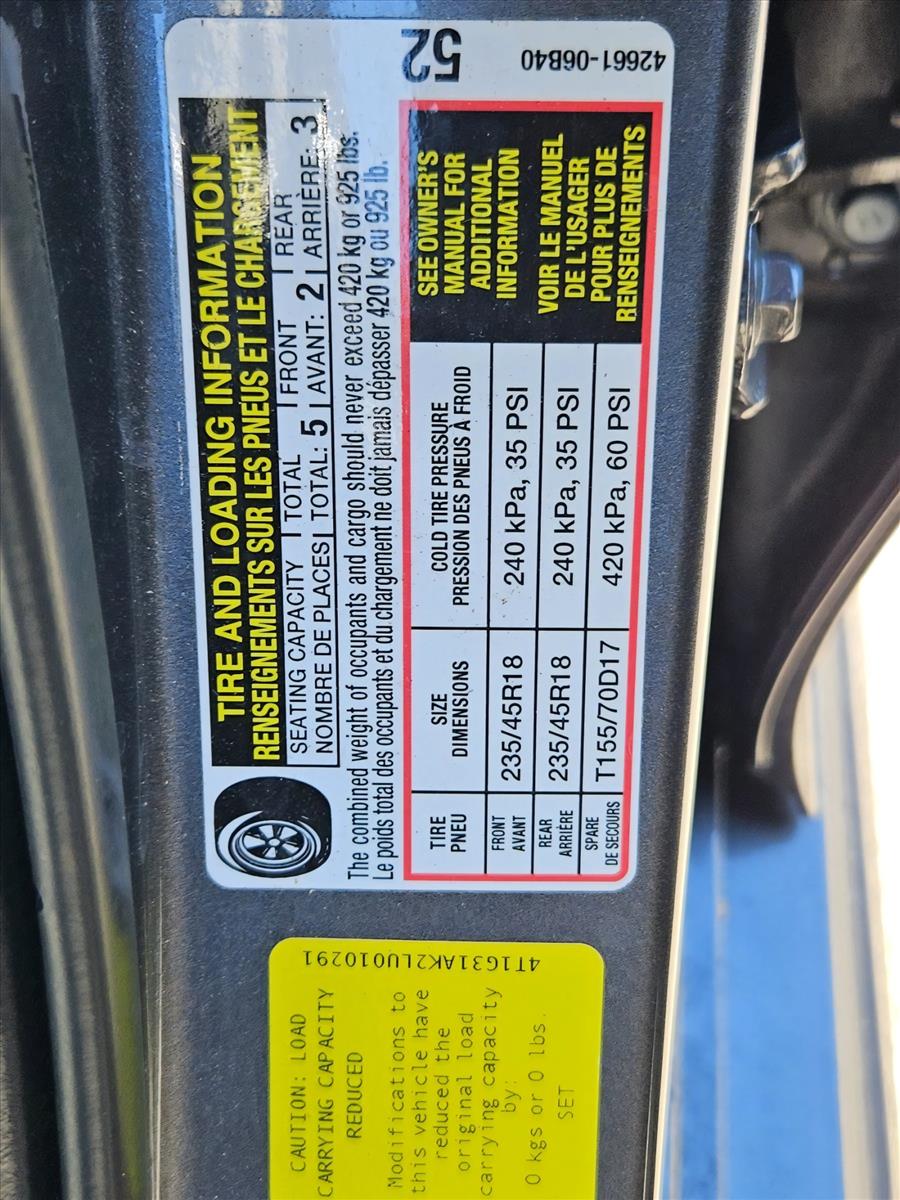 TIRE AND LOADING INFORMATION
RENSEIGNEMENTS SUR LES PNEUS ET LE CHARGEMENT
SEATING CAPACITY | TOTAL | FRONT | REAR
NOMBRE DE PLACES | TOTAL: 5 | AVANT: 2 | ARRIÈRE: 3
The combined weight of occupants and cargo should never exceed 420 kg or 925 lbs.
Le poids total des occupants et du chargement ne doit jamais dépasser 420 kg ou 925 lb.
TIRE SIZE COLD TIRE PRESSURE
PNEU DIMENSIONS PRESSION DES PNEUS À FROID
FRONT
AVANT 235/45R18 240 kPa, 35 PSI
REAR
ARRIÈRE 235/45R18 240 kPa, 35 PSI
SPARE
DE SECOURS T155/70D17 420 kPa, 60 PSI
SEE OWNER'S
MANUAL FOR
ADDITIONAL
INFORMATION
VOIR LE MANUEL
DE L'USAGER
POUR PLUS DE
RENSEIGNEMENTS
52
42661-06B40
CAUTION: LOAD
CARRYING CAPACITY
REDUCED
Modifications to
this vehicle have
reduced the
original load
carrying capacity
by:
0 kgs or 0 lbs.
SET
4T1G31AK2LU010291